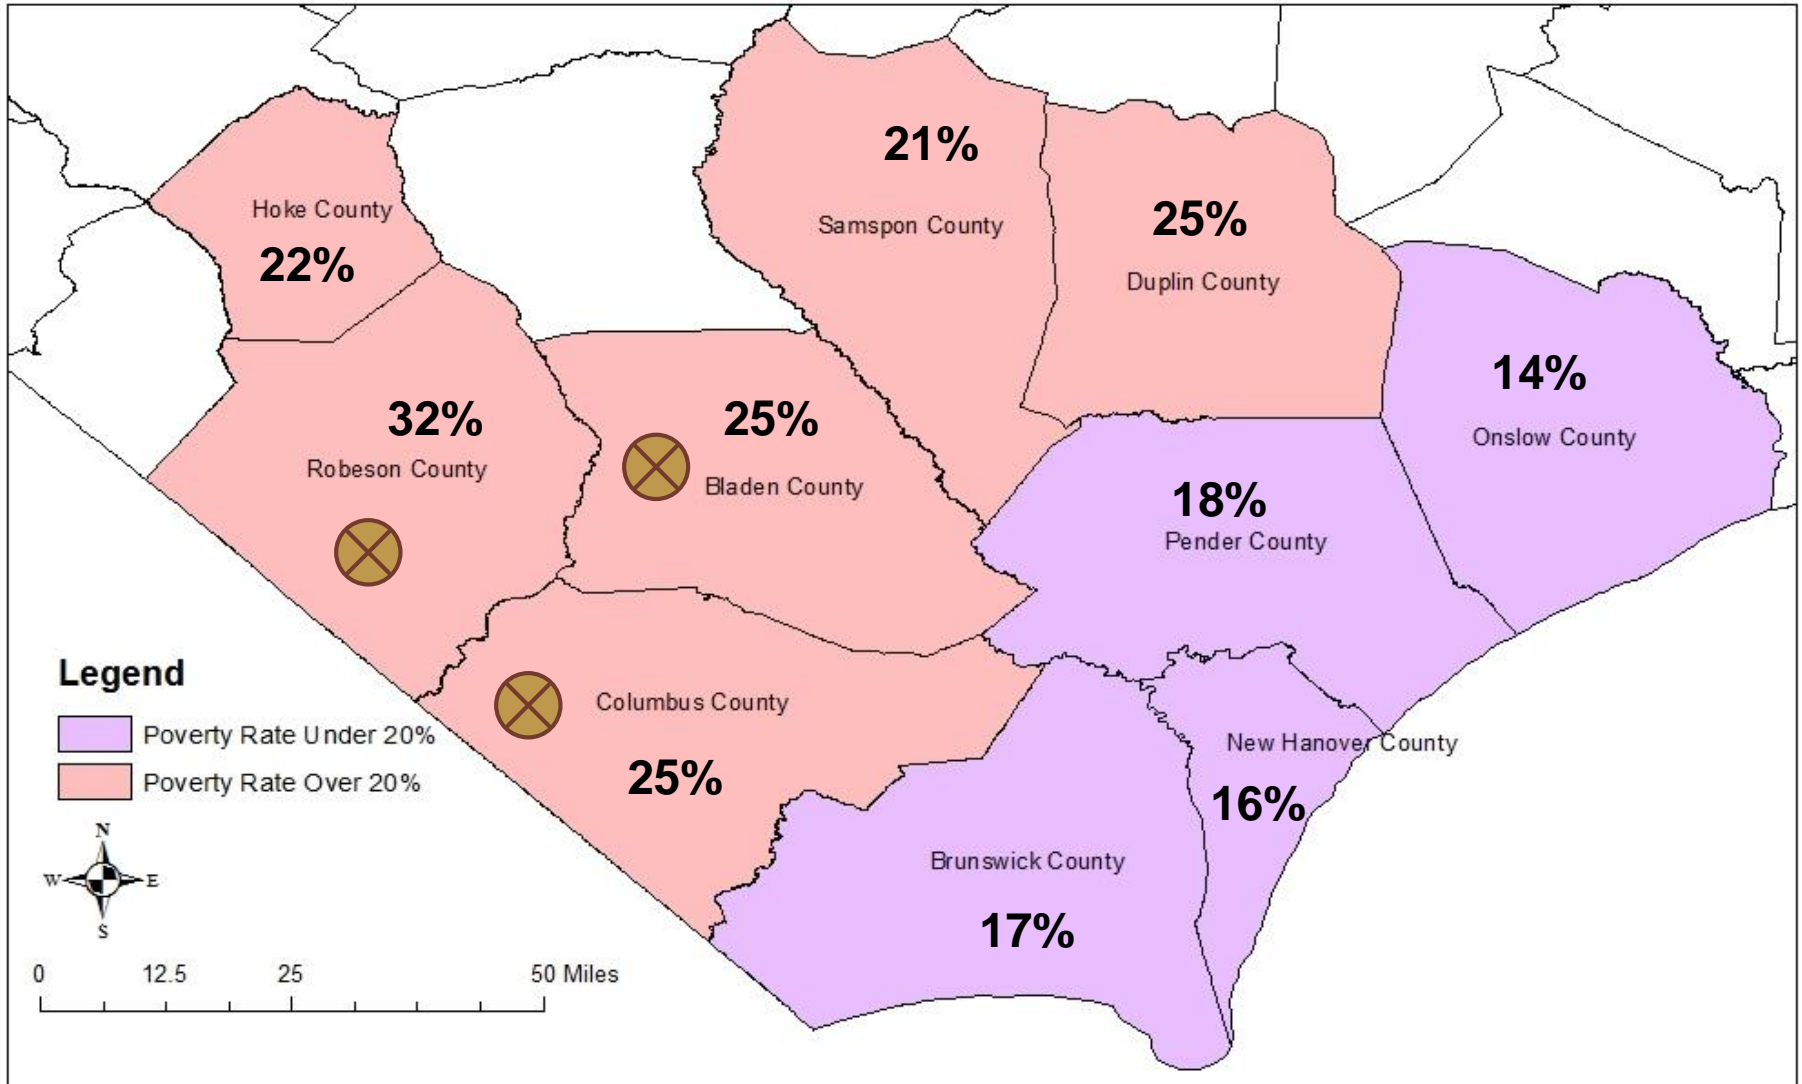 21%
Samspon County
25%
Duplin County
Hoke County
22%
14%
Onslow County
32%
Robeson County
25%
Bladen County
18%
Pender County
Columbus County
25%
New Hanover County
16%
Brunswick County
17%
Legend
Poverty Rate Under 20%
Poverty Rate Over 20%
N
W E
S
0 12.5 25 50 Miles